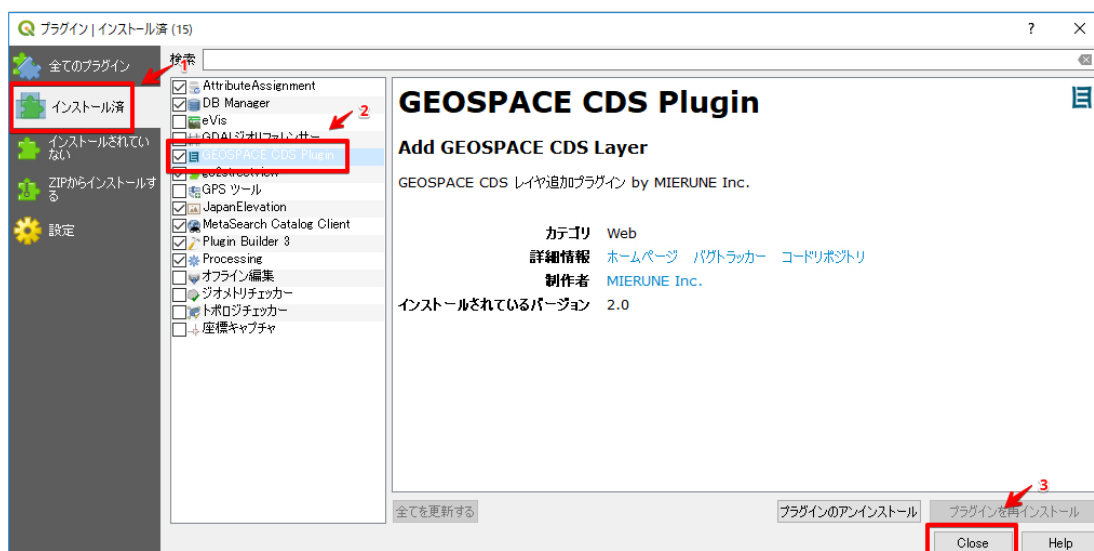 プラグイン | インストール済 (15)
?
全てのプラグイン
インストール済
インストールされてい
ない
ZIPからインストールす
る
設定
検索
1
AttributeAssignment
DB Manager
2
eVis
GDALジオリファレンサー
GEOSPACE CDS Plugin
go2streetview
GPS ツール
JapanElevation
MetaSearch Catalog Client
Plugin Builder 3
Processing
オフライン編集
ジオメトリチェッカー
トポロジチェッカー
座標キャプチャ
GEOSPACE CDS Plugin
Add GEOSPACE CDS Layer
GEOSPACE CDS レイヤ追加プラグイン by MIERUNE Inc.
カテゴリ Web
詳細情報 ホームページ バグトラッカー コードリポジトリ
制作者 MIERUNE Inc.
インストールされているバージョン 2.0
3
全てを更新する
プラグインのアンインストール
プラグインを再インストール
Close
Help